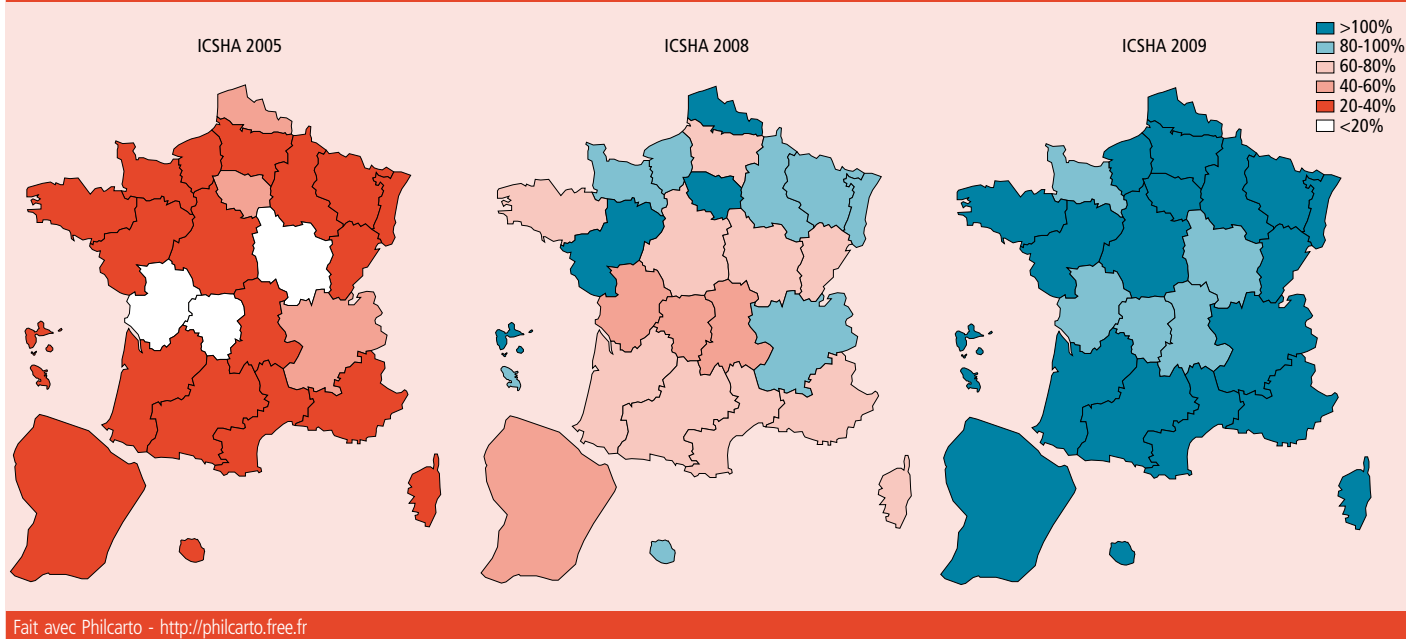 ICSHA 2005
ICSHA 2008
ICSHA 2009
>100%
80-100%
60-80%
40-60%
20-40%
<20%
Fait avec Philcarto - http://philcarto.free.fr